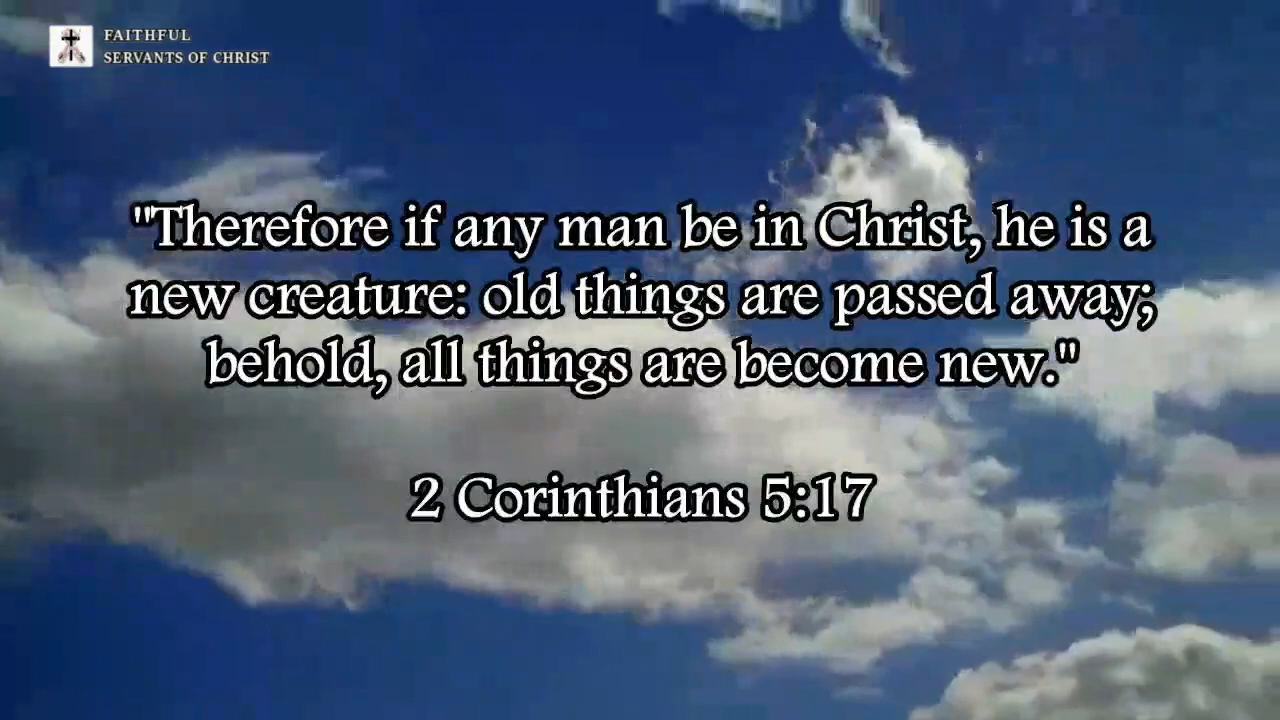 FAITHFUL
SERVANTS OF CHRIST
"Therefore if any man be in Christ, he is a
new creature: old things are passed away;
behold, all things are become new."
2 Corinthians 5:17